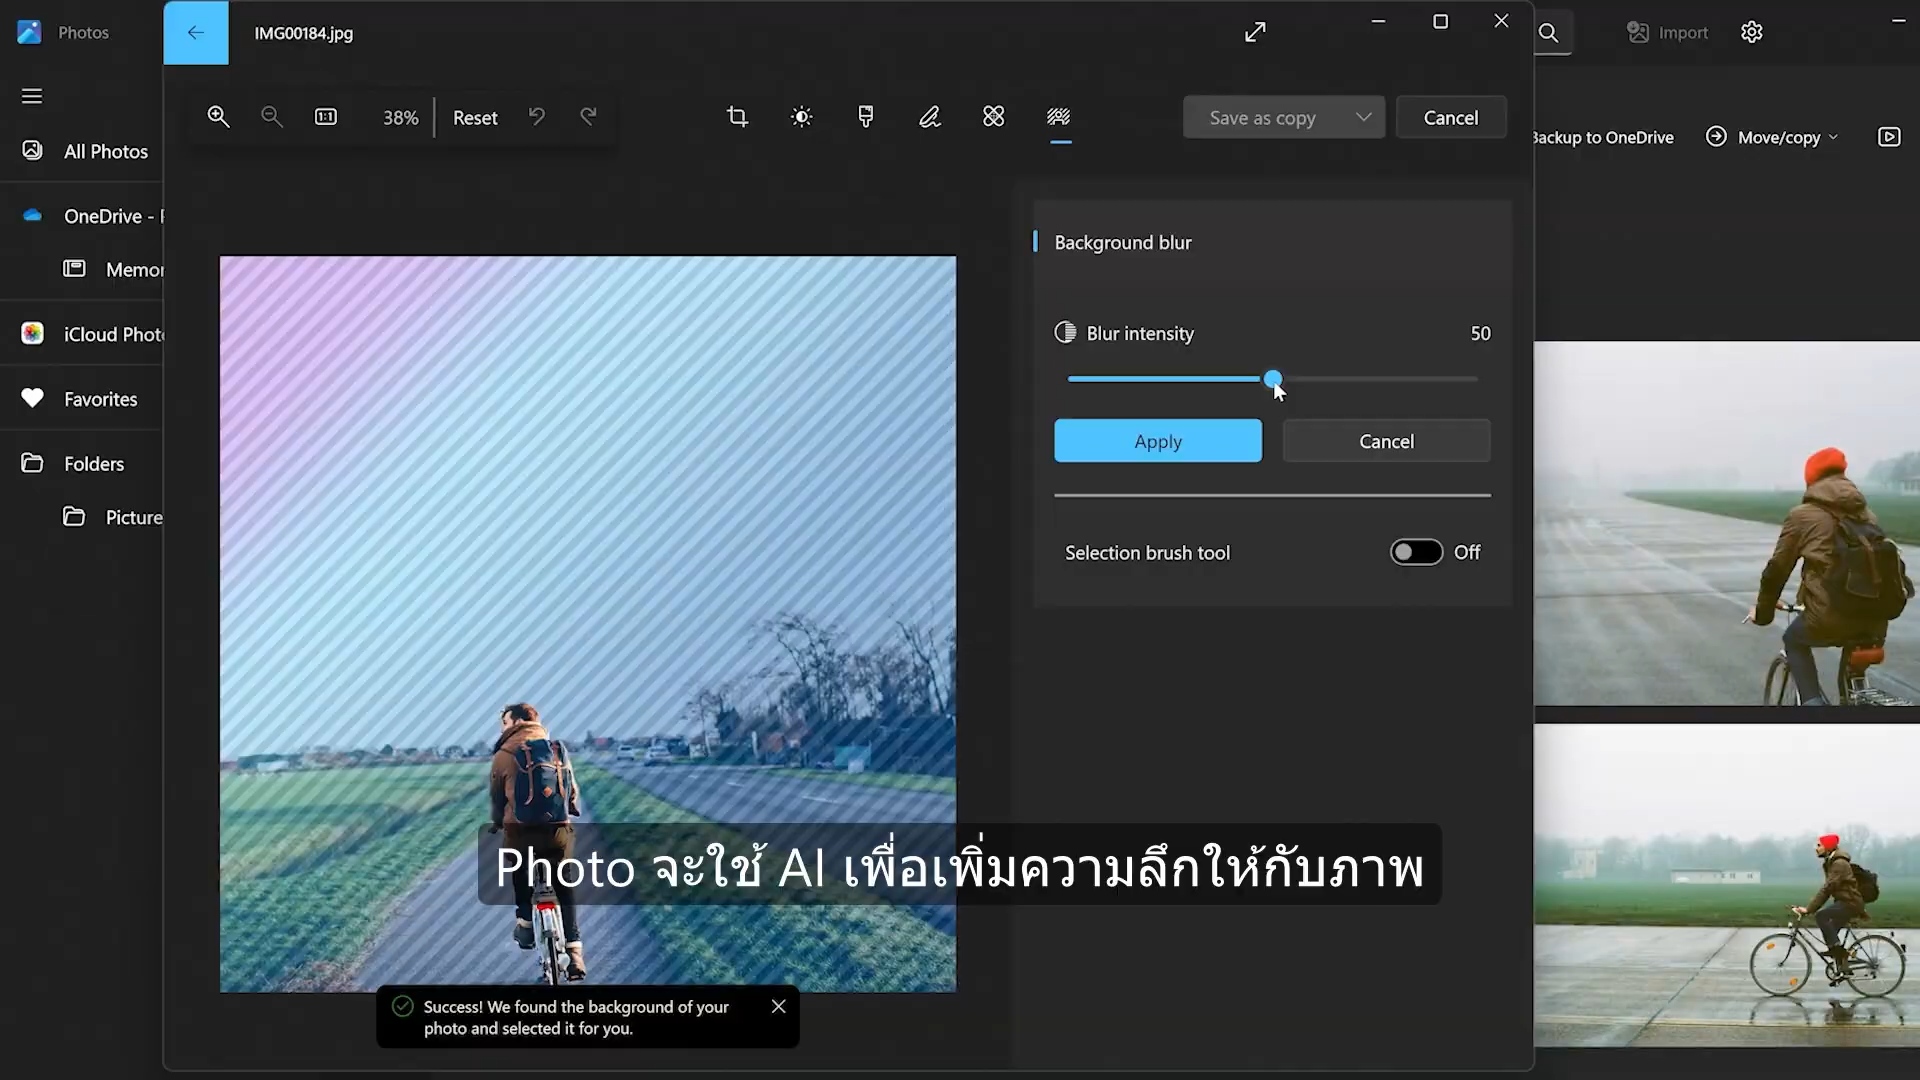 Photos
IMG00184.jpg
Import
38%
Reset
Save as copy
Cancel
Backup to OneDrive
Move/copy
All Photos
OneDrive -
Memor
iCloud Phot
Favorites
Folders
Picture
Background blur
Blur intensity
50
Apply
Cancel
Selection brush tool
Off
Photo จะใช้ AI เพื่อเพิ่มความลึกให้กับภาพ
Success! We found the background of your
photo and selected it for you.